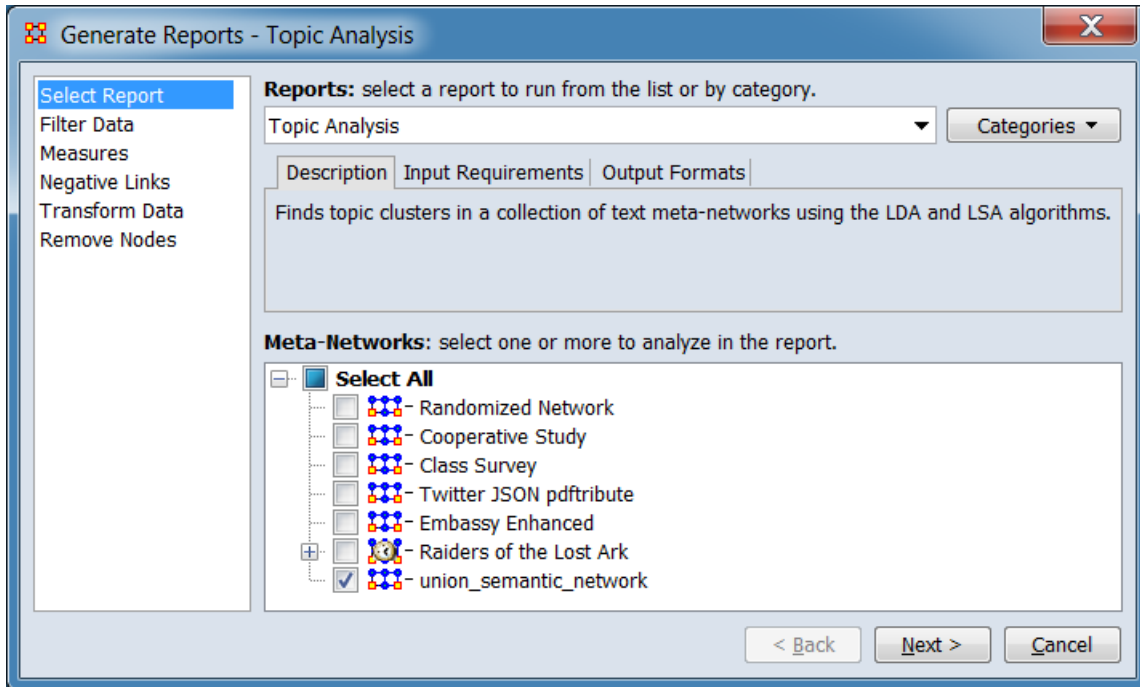 Generate Reports - Topic Analysis
X
Select Report
Filter Data
Measures
Negative Links
Transform Data
Remove Nodes
Reports: select a report to run from the list or by category.
Topic Analysis
Categories
Description Input Requirements Output Formats
Finds topic clusters in a collection of text meta-networks using the LDA and LSA algorithms.
Meta-Networks: select one or more to analyze in the report.
Select All
Randomized Network
Cooperative Study
Class Survey
Twitter JSON pdftribute
Embassy Enhanced
Raiders of the Lost Ark
union_semantic_network
< Back Next > Cancel